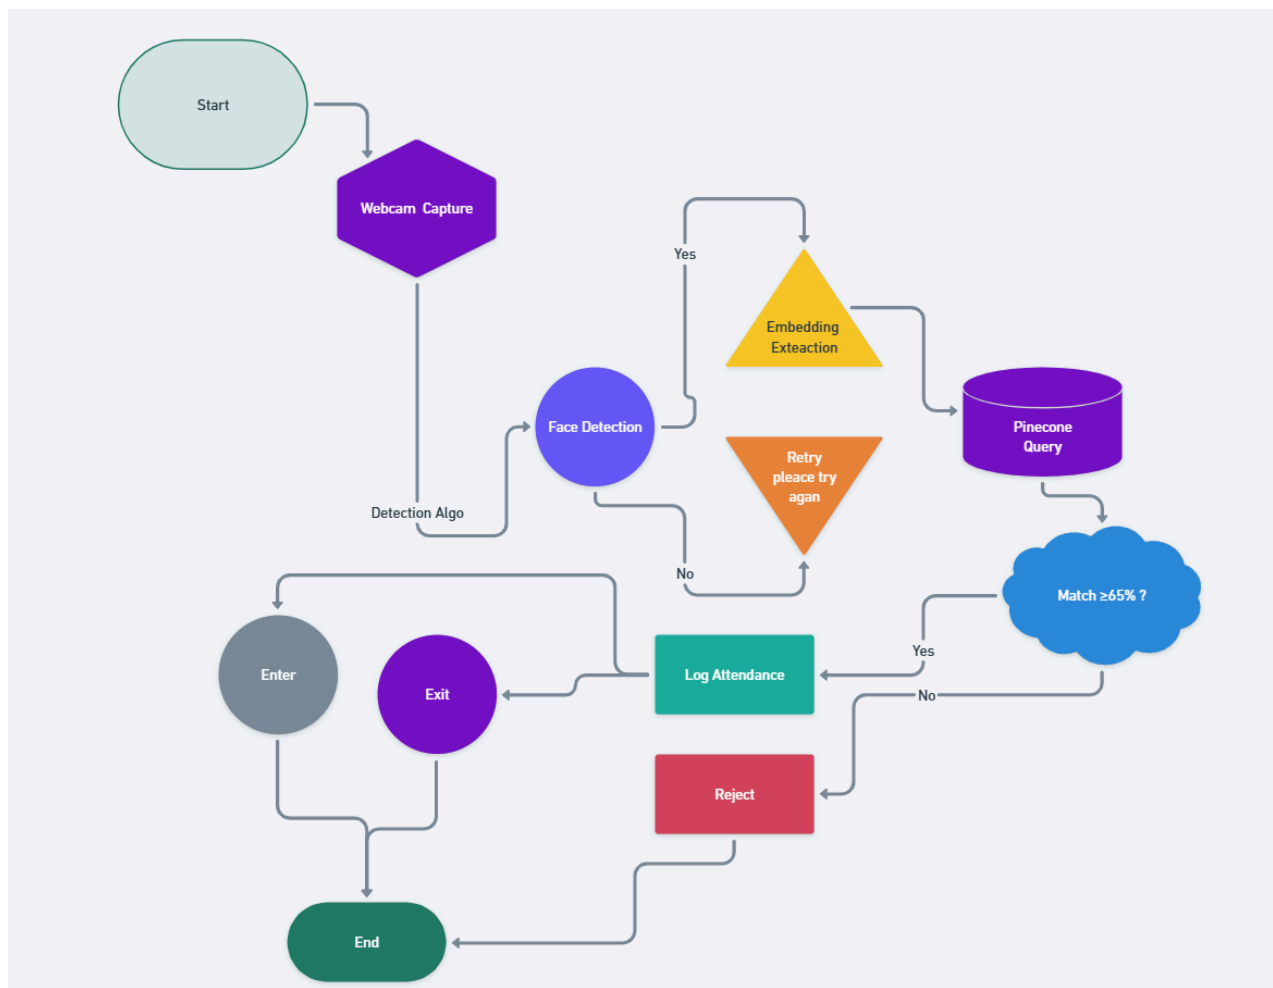 Start
Webcam  Capture
Yes
Embedding
Exteaction
Face Detection
Pinecone
Query
Retry
pleace try
agan
Detection Algo
No
Match ≥65% ?
Yes
Enter
Exit
Log Attendance
No
Reject
End